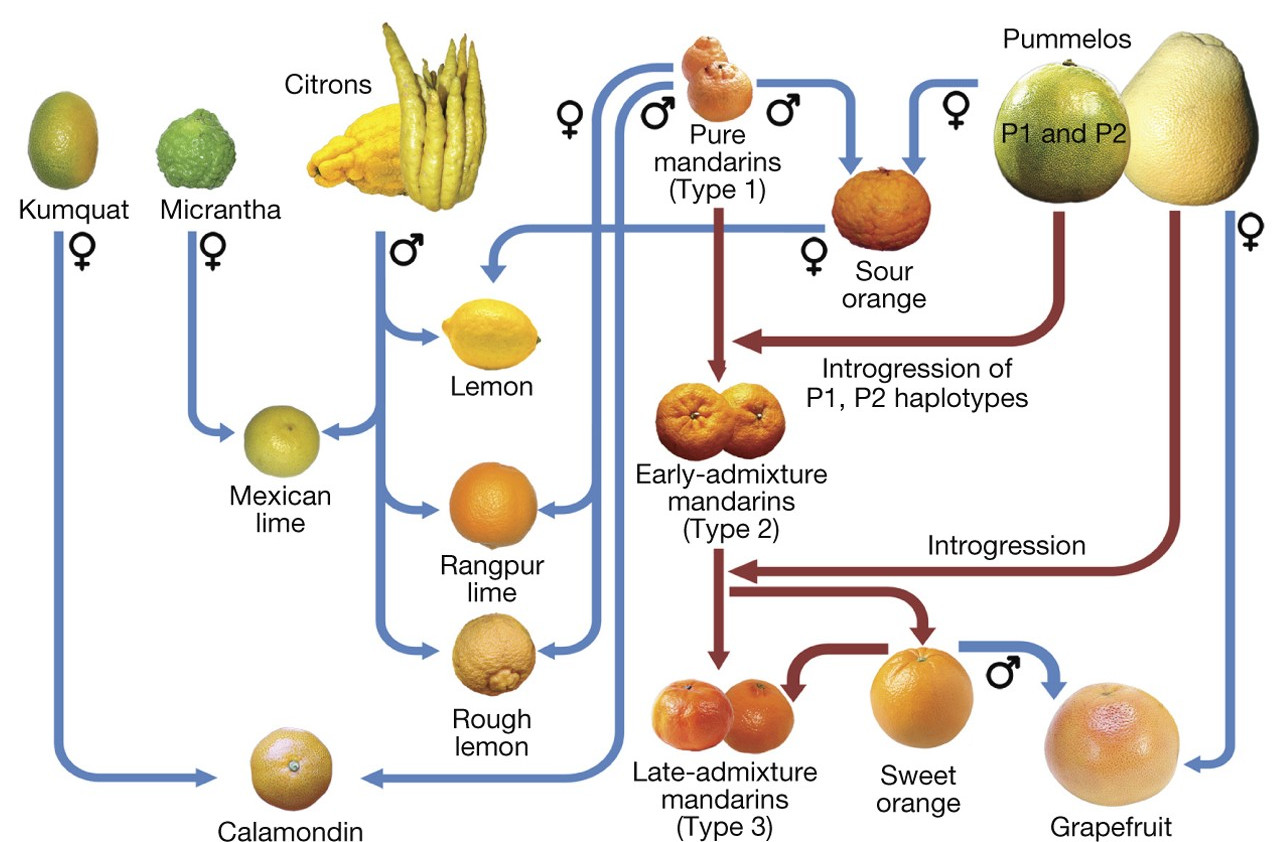 Pummelos
Citrons
P1 and P2
♀
♂
♂
♀
Pure
mandarins
(Type 1)
Kumquat
Micrantha
♀
♀
♂
♀
♀
Sour
orange
Lemon
Introgression of
P1, P2 haplotypes
Early-admixture
mandarins
(Type 2)
Mexican
lime
Rangpur
lime
Introgression
♂
Rough
lemon
Late-admixture
mandarins
(Type 3)
Sweet
orange
Calamondin
Grapefruit